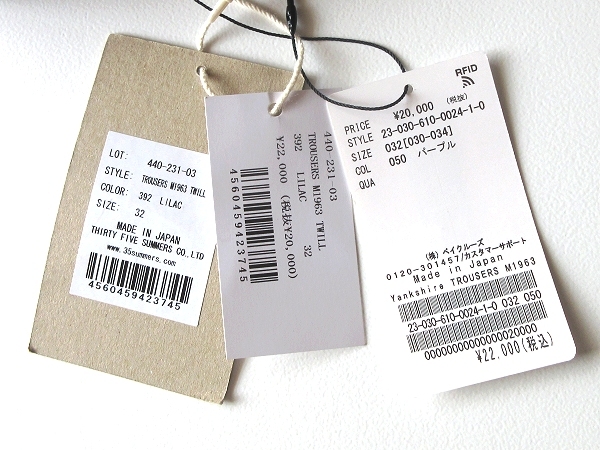 LOT: 440-231-03
STYLE: TROUSERS M1963 TWILL
COLOR: 392 LILAC
SIZE: 32
MADE IN JAPAN
THIRTY FIVE SUMMERS CO.,LTD
www.35summers.com
4560459423745
440-231-03
TROUSERS M1963 TWILL
392 LILAC 32
¥22,000 (税抜¥20,000)
4560459423745
RFID
PRICE ¥20,000 (税抜)
STYLE 23-030-610-0024-1-0
SIZE 032[030-034]
COL 050 パープル
QUA
(株) ベイクルーズ
0120-301457/カスタマーサポート
Made in Japan
Yankshire TROUSERS M1963
23-030-610-0024-1-0 032 050
00000000000000020000
¥22,000(税込)